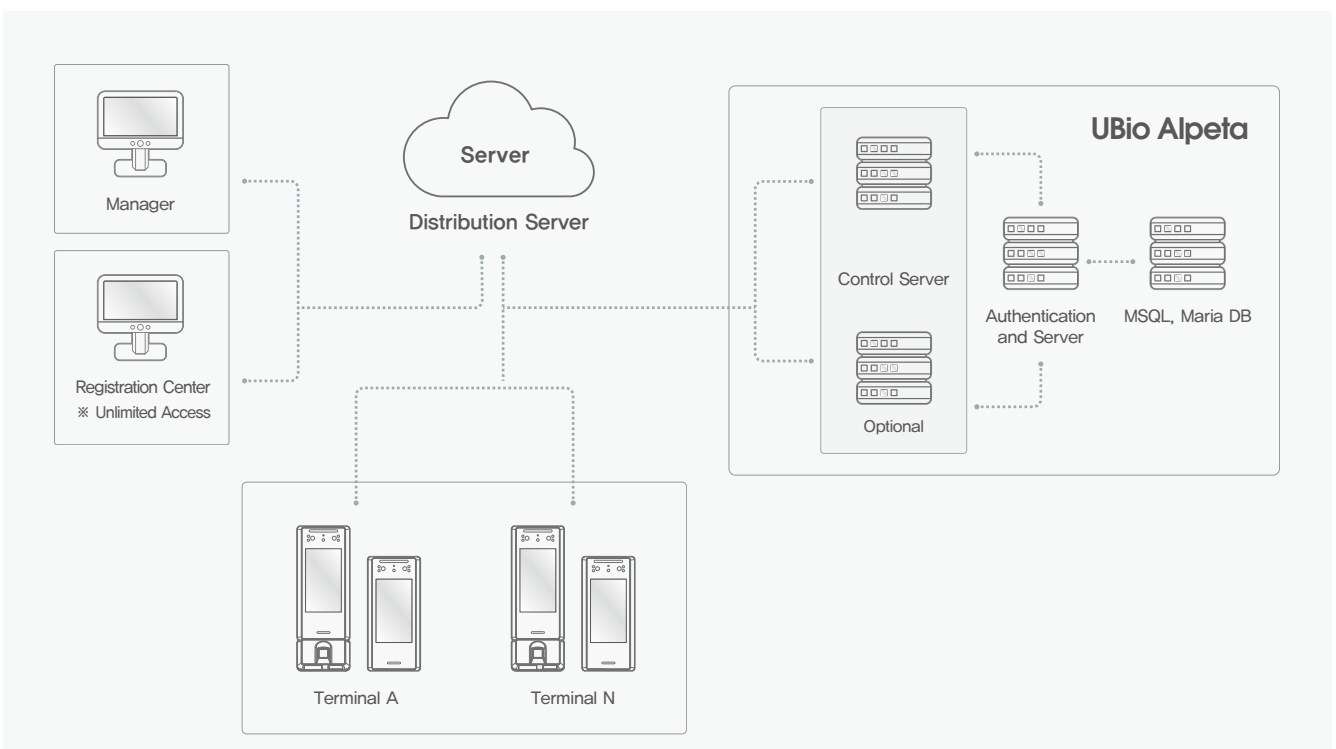 Manager
Registration Center
※ Unlimited Access
Server
Distribution Server
UBio Alpeta
Control Server
Optional
Authentication
and Server
MSQL, Maria DB
Terminal A
Terminal N